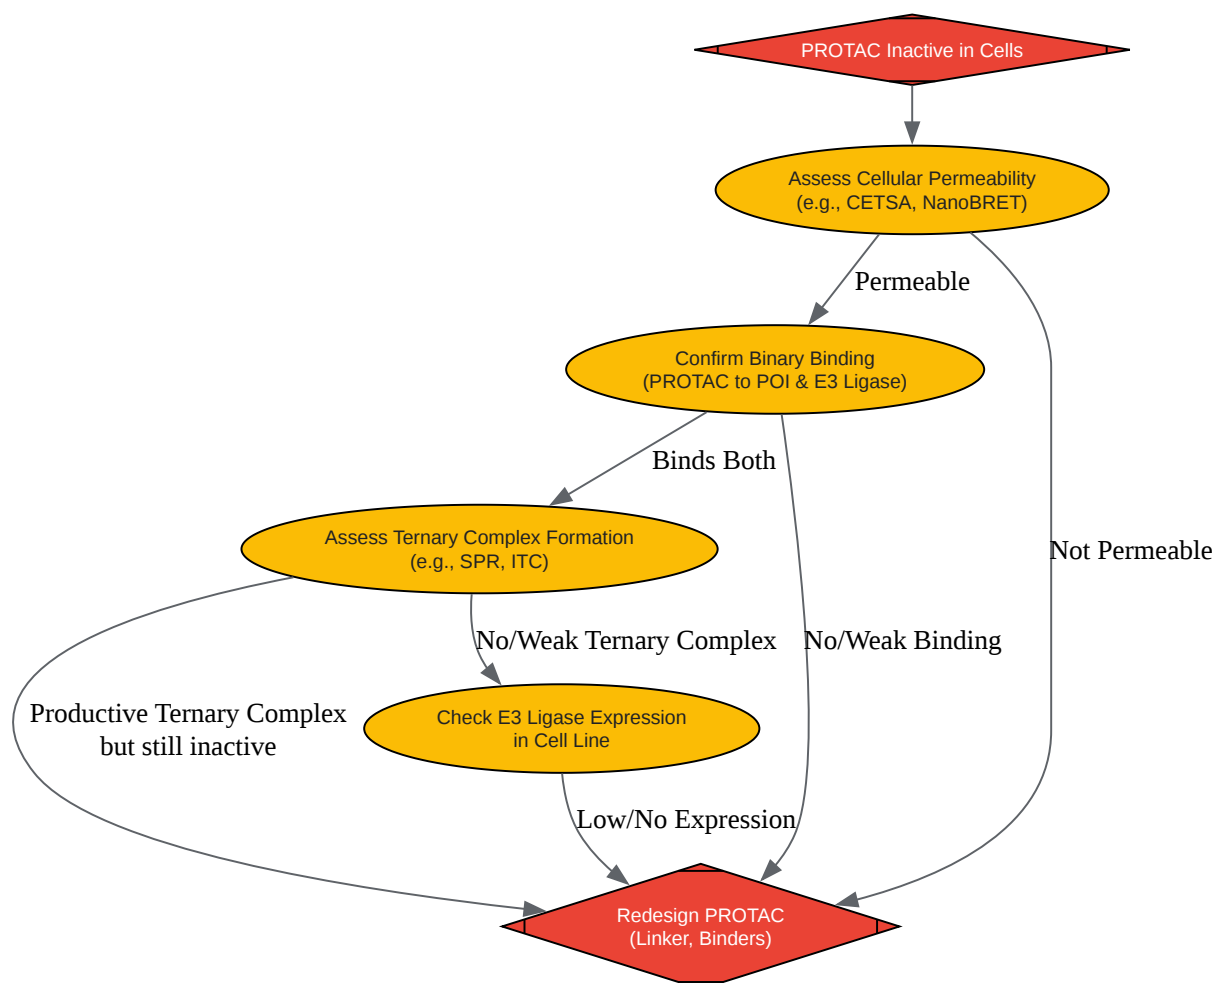 PROTAC Inactive in Cells
Assess Cellular Permeability
(e.g., CETSA, NanoBRET)
Permeable
Confirm Binary Binding
(PROTAC to POI & E3 Ligase)
Binds Both
Assess Ternary Complex Formation
(e.g., SPR, ITC)
Not Permeable
No/Weak Ternary Complex
No/Weak Binding
Productive Ternary Complex
but still inactive
Check E3 Ligase Expression
in Cell Line
Low/No Expression
Redesign PROTAC
(Linker, Binders)